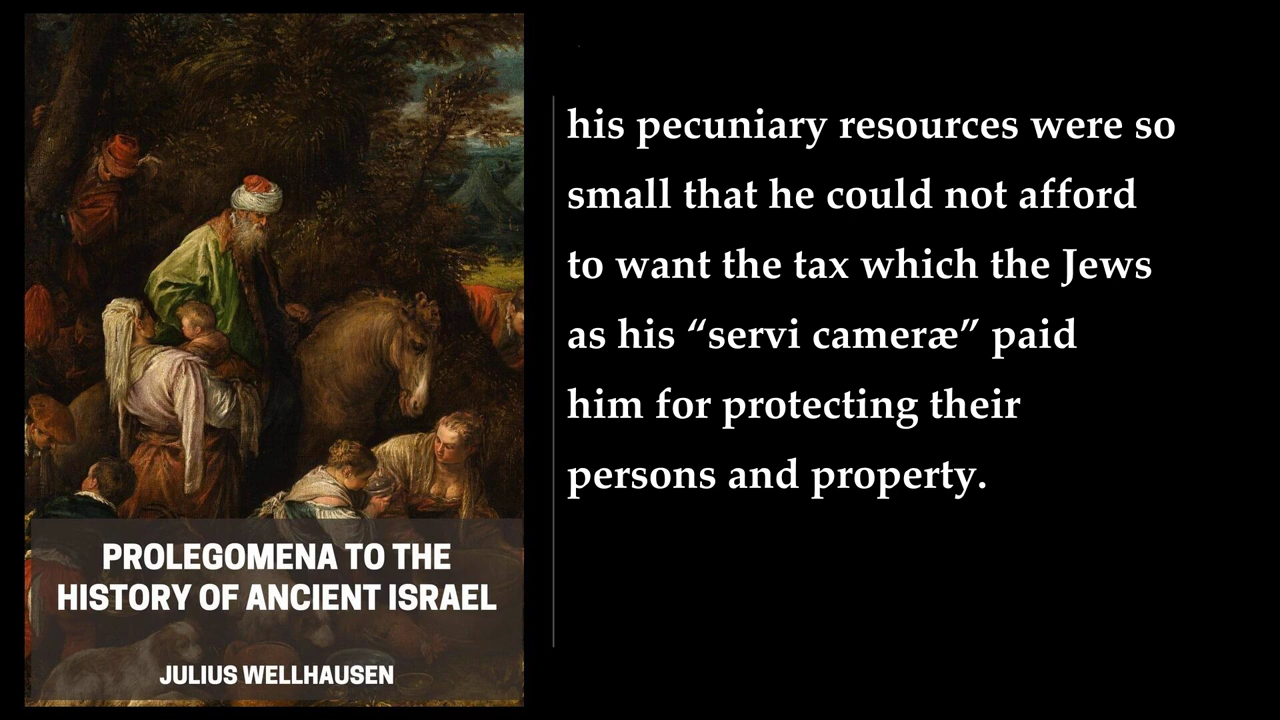 his pecuniary resources were so
small that he could not afford
to want the tax which the Jews
as his “servi cameræ” paid
him for protecting their
persons and property.
PROLEGOMENA TO THE
HISTORY OF ANCIENT ISRAEL
JULIUS WELLHAUSEN